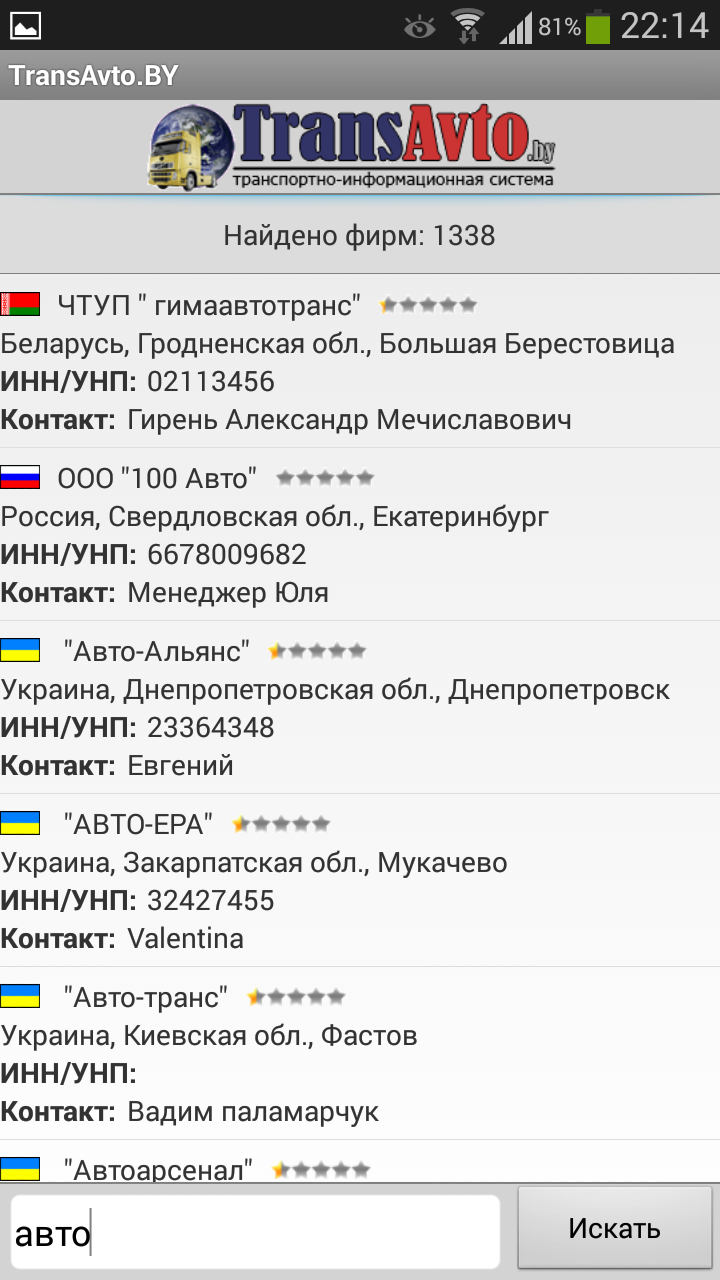 81% 22:14
TransAvto.BY
TransAvto.by
транспортно-информационная система
Найдено фирм: 1338
ЧТУП " гимаавтотранс"
Беларусь, Гродненская обл., Большая Берестовица
ИНН/УНП: 02113456
Контакт: Гирень Александр Мечиславович
ООО "100 Авто"
Россия, Свердловская обл., Екатеринбург
ИНН/УНП: 6678009682
Контакт: Менеджер Юля
"Авто-Альянс"
Украина, Днепропетровская обл., Днепропетровск
ИНН/УНП: 23364348
Контакт: Евгений
"АВТО-ЕРА"
Украина, Закарпатская обл., Мукачево
ИНН/УНП: 32427455
Контакт: Valentina
"Авто-транс"
Украина, Киевская обл., Фастов
ИНН/УНП:
Контакт: Вадим паламарчук
"Автоарсенал"
авто Искать